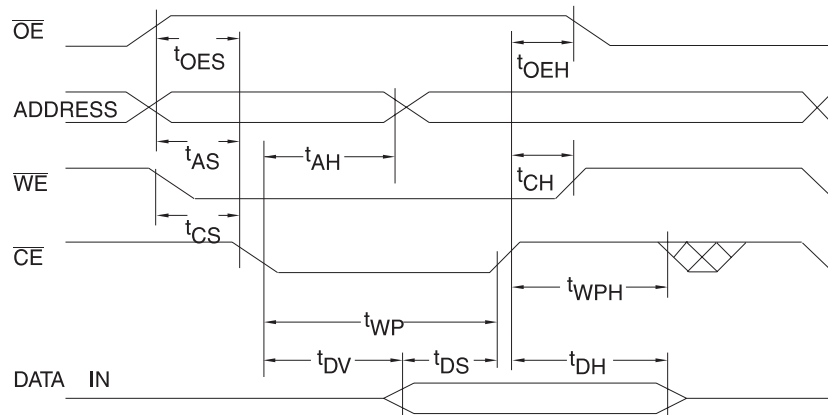 OE
tOES
tOEH
ADDRESS
tAS
tAH
tCH
WE
tCS
CE
tWPH
tWP
tDV
tDS
tDH
DATA IN